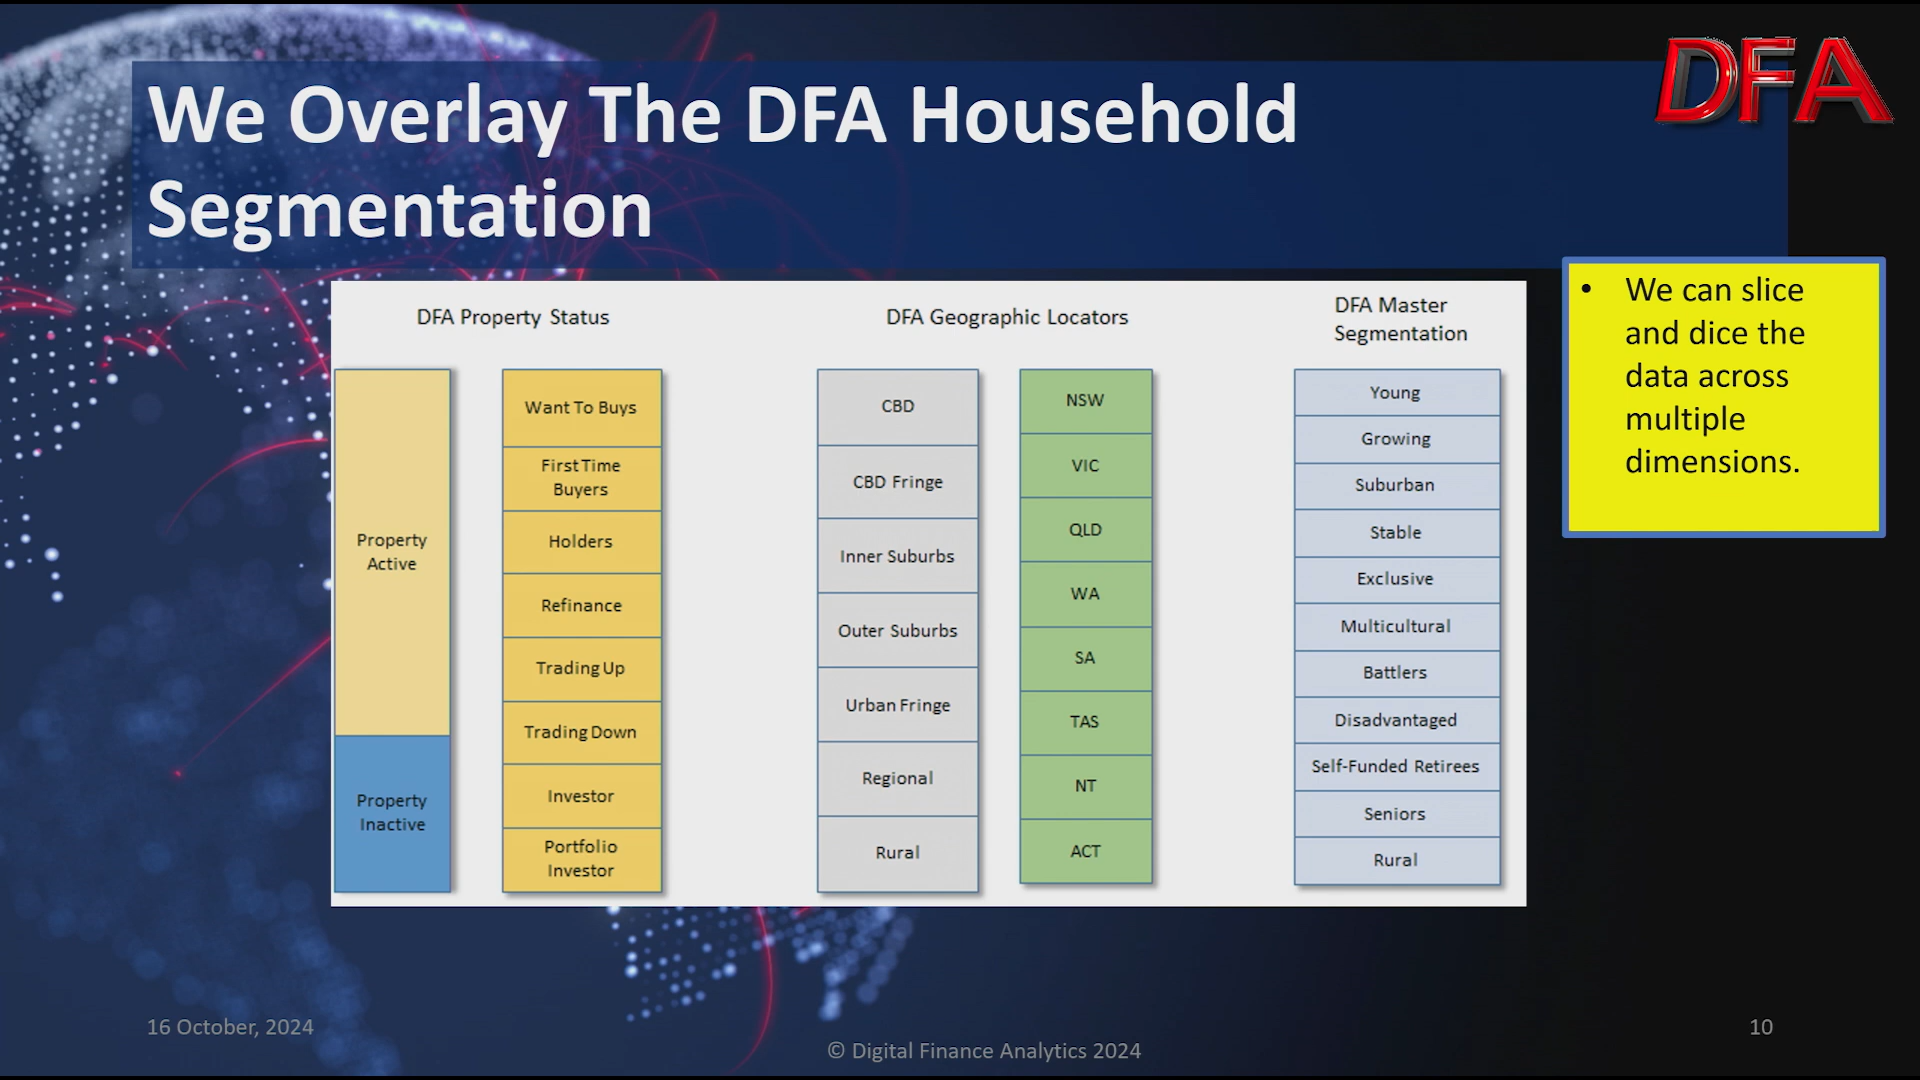 We Overlay The DFA Household
Segmentation
DFA
We can slice
and dice the
data across
multiple
dimensions.
DFA Property Status
Property
Active
Property
Inactive
Want To Buys
First Time
Buyers
Holders
Refinance
Trading Up
Trading Down
Investor
Portfolio
Investor
DFA Geographic Locators
CBD
CBD Fringe
Inner Suburbs
Outer Suburbs
Urban Fringe
Regional
Rural
NSW
VIC
QLD
WA
SA
TAS
NT
ACT
DFA Master
Segmentation
Young
Growing
Suburban
Stable
Exclusive
Multicultural
Battlers
Disadvantaged
Self-Funded Retirees
Seniors
Rural
16 October, 2024
© Digital Finance Analytics 2024
10